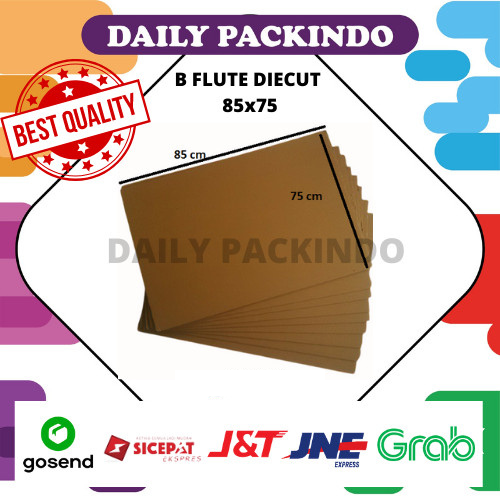 DAILY PACKINDO
B FLUTE DIECUT
85x75
BEST QUALITY
85 cm
75 cm
DAILY PACKINDO
gosend
SICEPAT
EKSPRES
J&T
JNE
EXPRESS
Grab